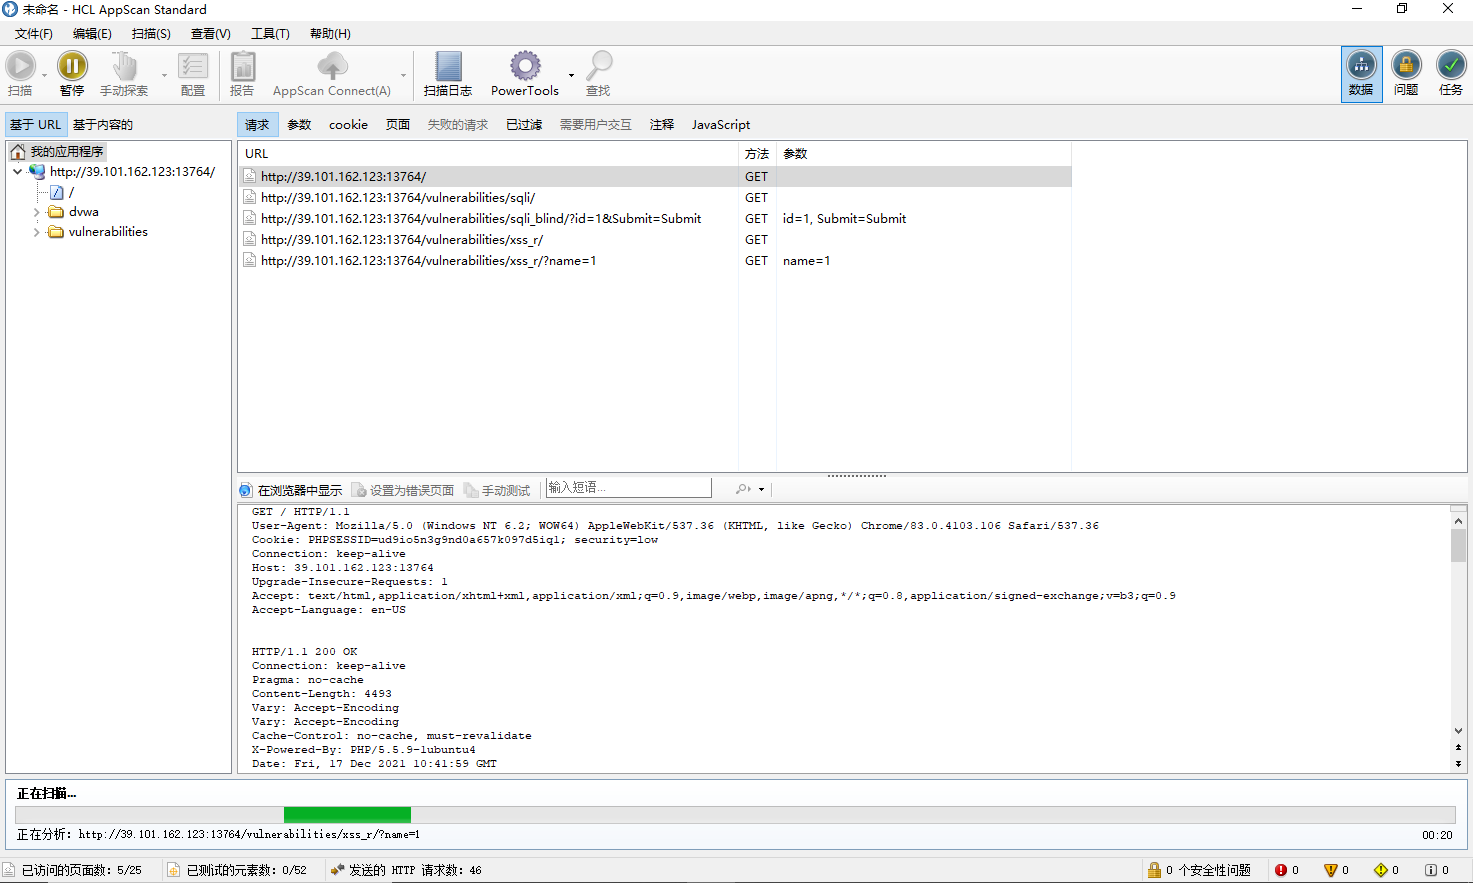 未命名 - HCL AppScan Standard
文件(F) 编辑(E) 扫描(S) 查看(V) 工具(T) 帮助(H)
扫描 暂停 手动探索 配置 报告 AppScan Connect(A) 扫描日志 PowerTools 查找 数据 问题 任务
基于 URL 基于内容的 请求 参数 cookie 页面 失败的请求 已过滤 需要用户交互 注释 JavaScript
我的应用程序
http://39.101.162.123:13764/
/
dvwa
vulnerabilities
URL 方法 参数
http://39.101.162.123:13764/ GET
http://39.101.162.123:13764/vulnerabilities/sqli/ GET
http://39.101.162.123:13764/vulnerabilities/sqli_blind/?id=1&Submit=Submit GET id=1, Submit=Submit
http://39.101.162.123:13764/vulnerabilities/xss_r/ GET
http://39.101.162.123:13764/vulnerabilities/xss_r/?name=1 GET name=1
在浏览器中显示 设置为错误页面 手动测试 输入短语...
GET / HTTP/1.1
User-Agent: Mozilla/5.0 (Windows NT 6.2; WOW64) AppleWebKit/537.36 (KHTML, like Gecko) Chrome/83.0.4103.106 Safari/537.36
Cookie: PHPSESSID=ud9io5n3g9nd0a657k097d5iq1; security=low
Connection: keep-alive
Host: 39.101.162.123:13764
Upgrade-Insecure-Requests: 1
Accept: text/html,application/xhtml+xml,application/xml;q=0.9,image/webp,image/apng,*/*;q=0.8,application/signed-exchange;v=b3;q=0.9
Accept-Language: en-US
HTTP/1.1 200 OK
Connection: keep-alive
Pragma: no-cache
Content-Length: 4493
Vary: Accept-Encoding
Vary: Accept-Encoding
Cache-Control: no-cache, must-revalidate
X-Powered-By: PHP/5.5.9-1ubuntu4
Date: Fri, 17 Dec 2021 10:41:59 GMT
正在扫描...
正在分析: http://39.101.162.123:13764/vulnerabilities/xss_r/?name=1 00:20
已访问的页面数: 5/25 已测试的元素数: 0/52 发送的 HTTP 请求数: 46 0 个安全性问题 0 0 0 0